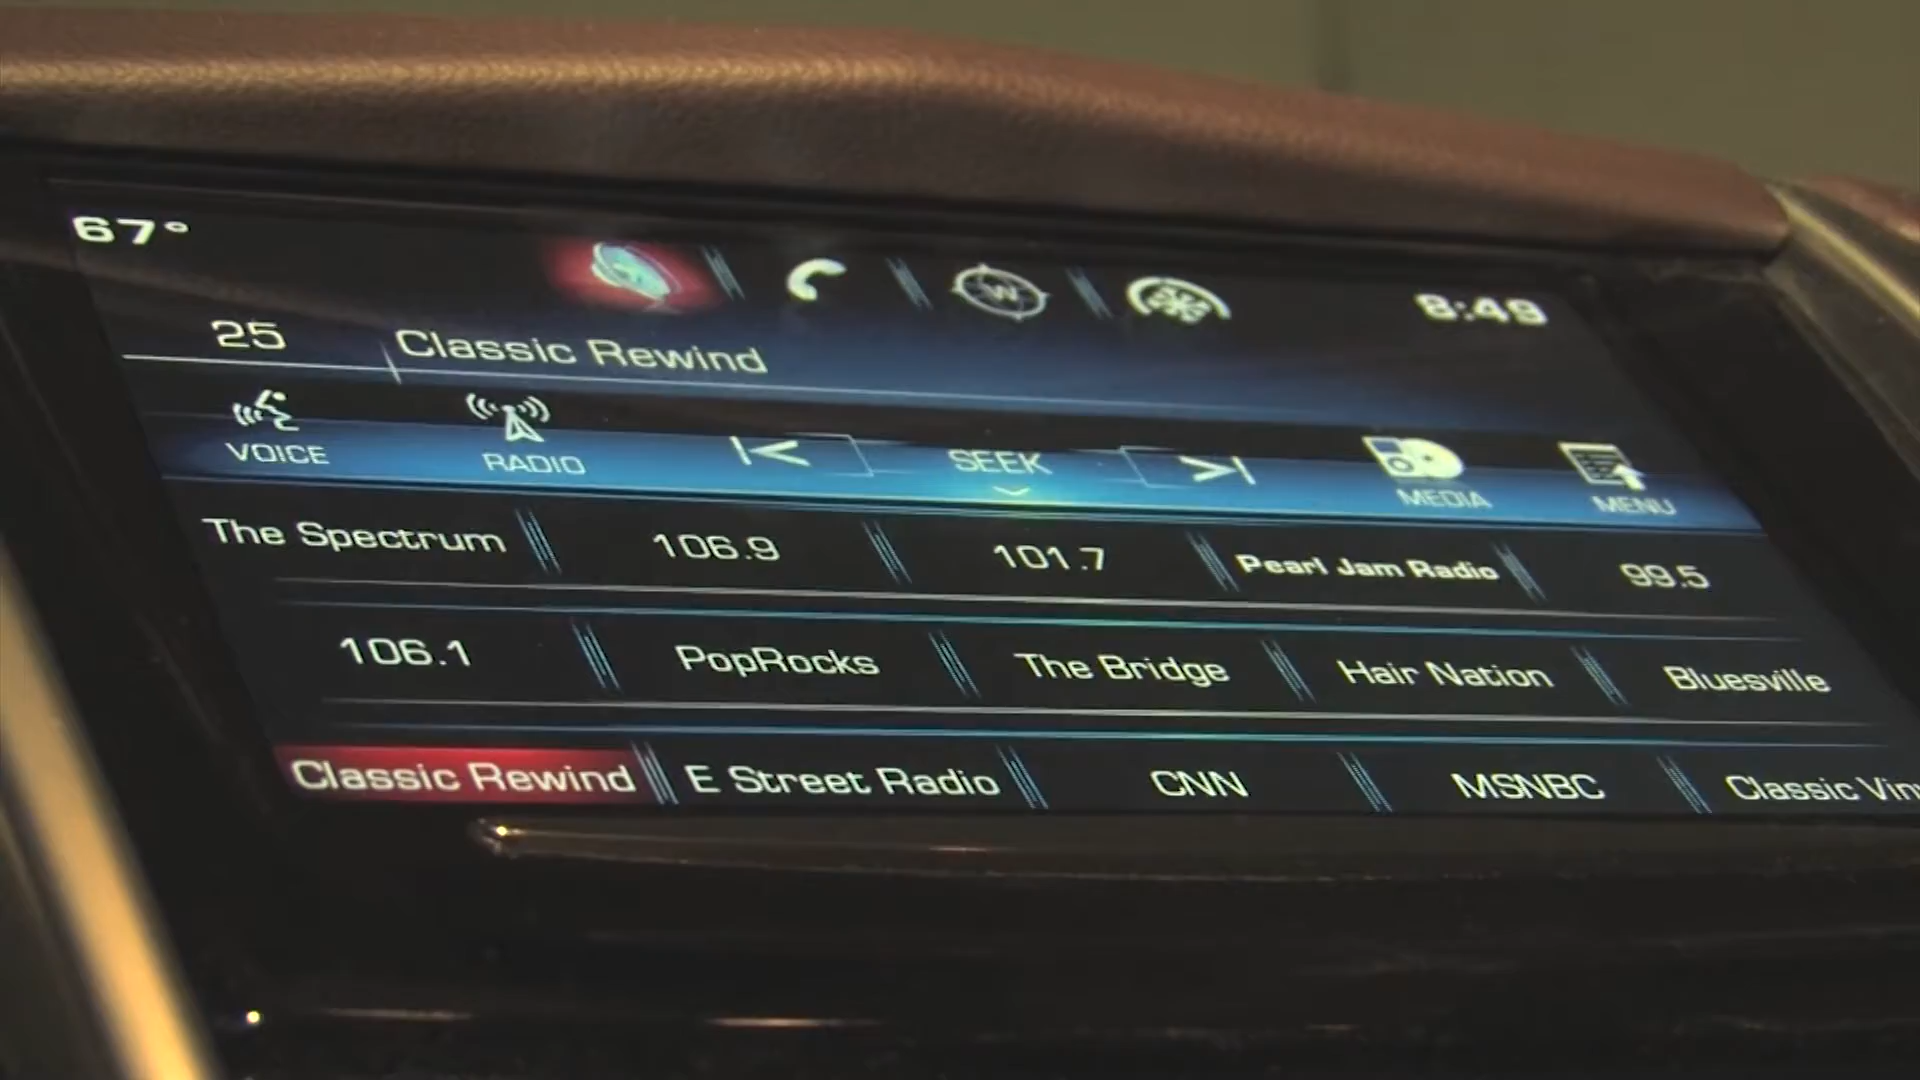 67°
8:49
25 Classic Rewind
VOICE RADIO SEEK MEDIA MENU
The Spectrum 106.9 101.7 Pearl Jam Radio 99.5
106.1 PopRocks The Bridge Hair Nation Bluesville
Classic Rewind E Street Radio CNN MSNBC Classic